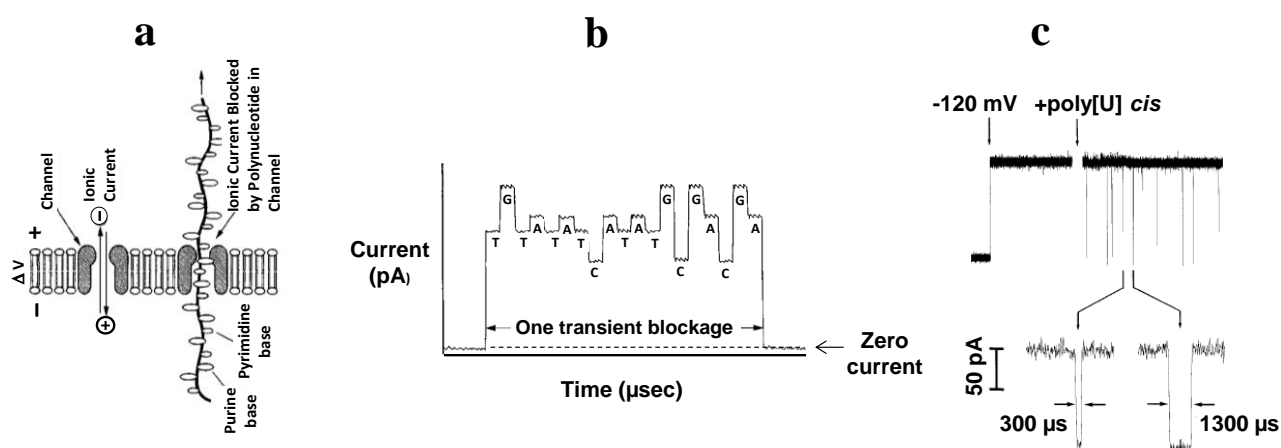 a
Channel
Ionic
Current
Ionic Current Blocked
by Polynucleotide in
Channel
+
ΔV
−
−
+
Pyrimidine
base
Purine
base
b
Current
(pA)
T G T A T A T C A T A T G C G A C G A
One transient blockage
Zero
current
Time (μsec)
c
-120 mV
+poly[U] cis
50 pA
300 μs
1300 μs